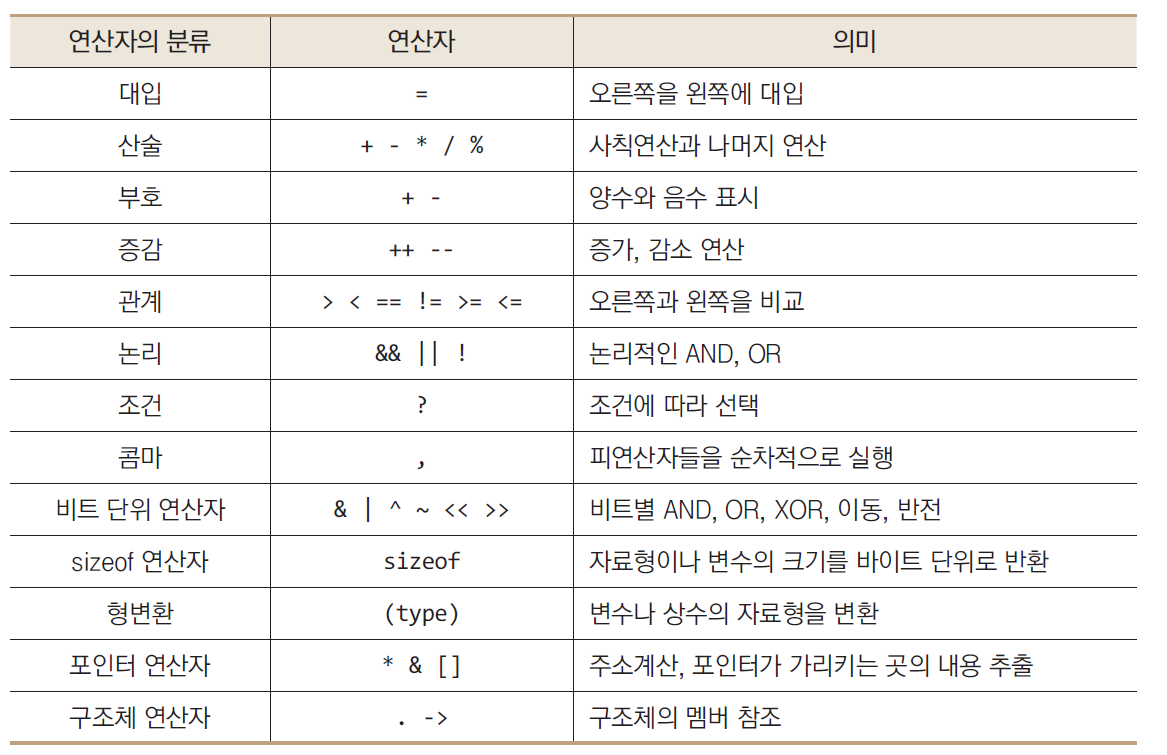 연산자의 분류 연산자 의미
대입 = 오른쪽을 왼쪽에 대입
산술 + - * / % 사칙연산과 나머지 연산
부호 + - 양수와 음수 표시
증감 ++ -- 증가, 감소 연산
관계 > < == != >= <= 오른쪽과 왼쪽을 비교
논리 && || ! 논리적인 AND, OR
조건 ? 조건에 따라 선택
콤마 , 피연산자들을 순차적으로 실행
비트 단위 연산자 & | ^ ~ << >> 비트별 AND, OR, XOR, 이동, 반전
sizeof 연산자 sizeof 자료형이나 변수의 크기를 바이트 단위로 반환
형변환 (type) 변수나 상수의 자료형을 변환
포인터 연산자 * & [] 주소계산, 포인터가 가리키는 곳의 내용 추출
구조체 연산자 . -> 구조체의 멤버 참조